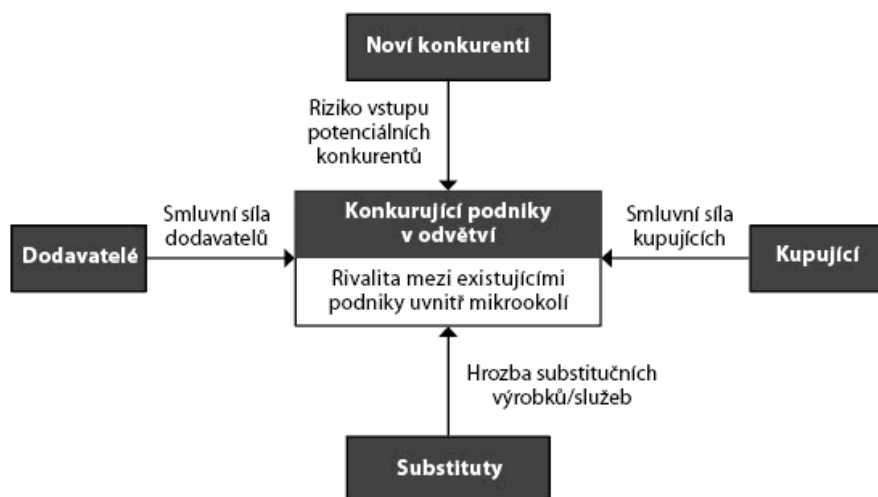 Noví konkurenti
Riziko vstupu
potenciálních
konkurentů
Smluvní síla
dodavatelů
Konkurující podniky
v odvětví
Smluvní síla
kupujících
Dodavatelé
Kupující
Rivalita mezi existujícími
podniky uvnitř mikrookolí
Hrozba substitučních
výrobků/služeb
Substituty